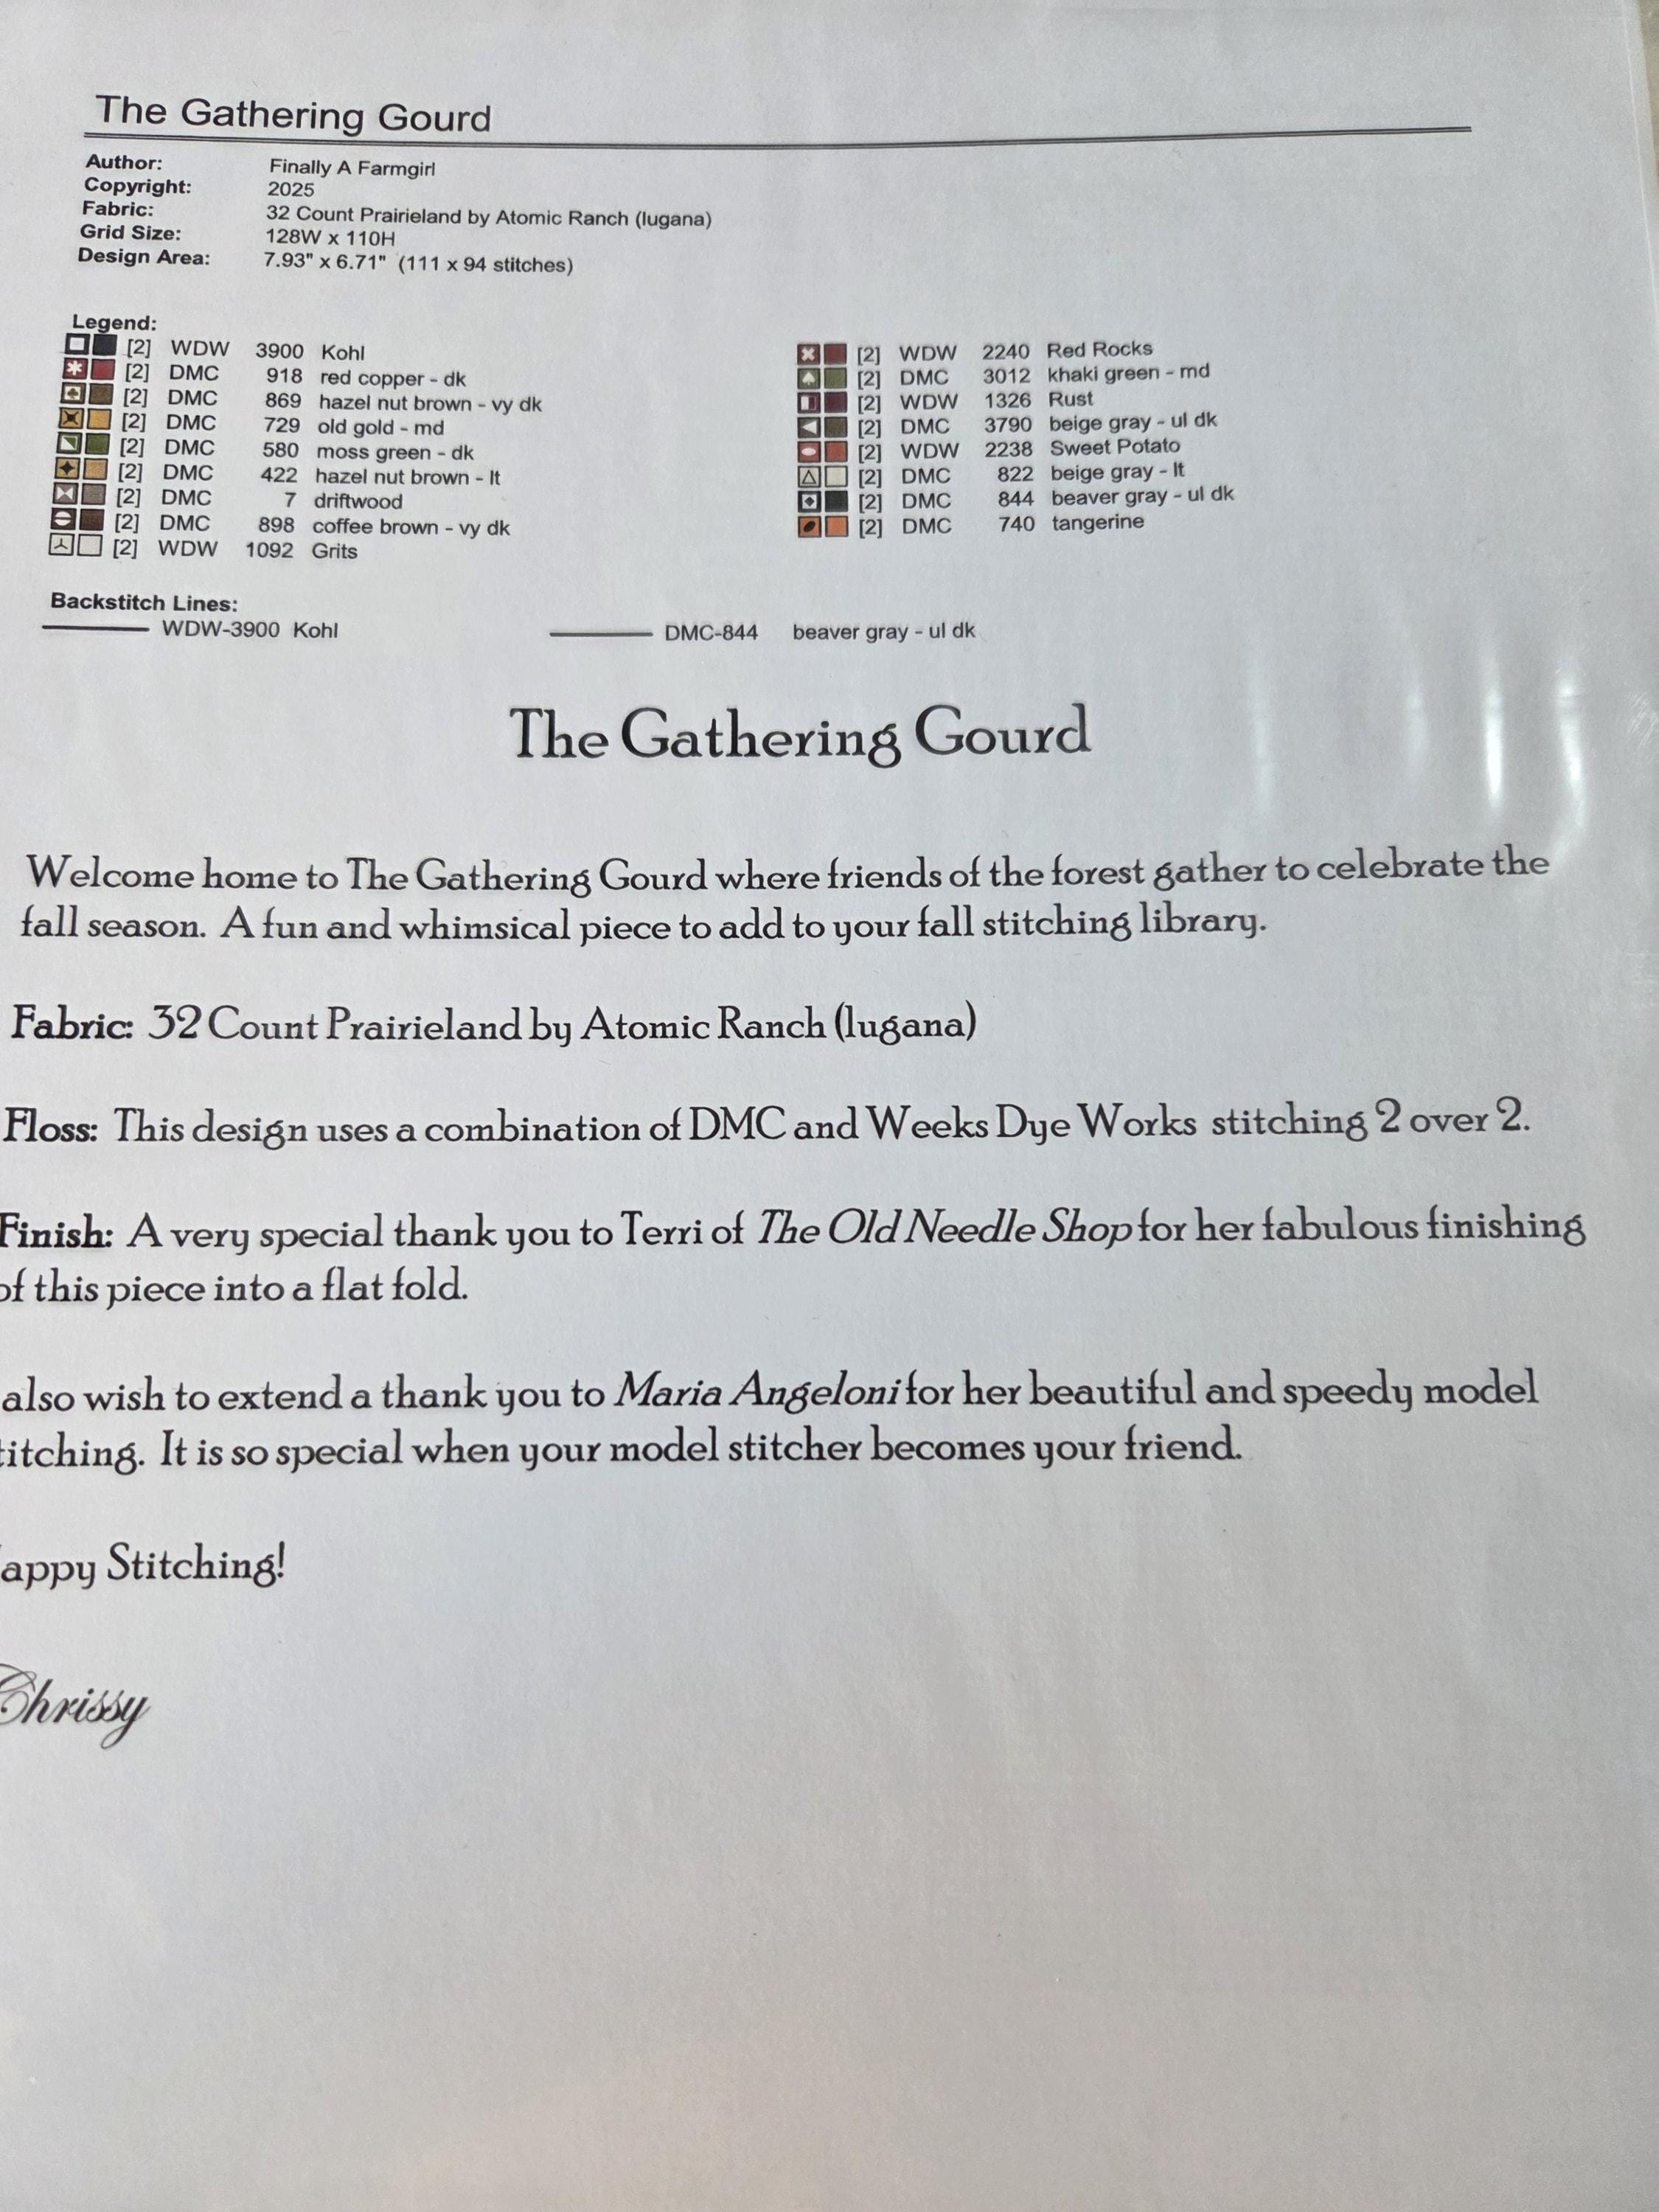 The Gathering Gourd
Author: Finally A Farmgirl
Copyright: 2025
Fabric: 32 Count Prairieland by Atomic Ranch (lugana)
Grid Size: 128W x 110H
Design Area: 7.93" x 6.71" (111 x 94 stitches)
Legend:
[2] WDW 3900 Kohl
[2] DMC 918 red copper - dk
[2] DMC 869 hazel nut brown - vy dk
[2] DMC 729 old gold - md
[2] DMC 580 moss green - dk
[2] DMC 422 hazel nut brown - lt
[2] DMC 7 driftwood
[2] DMC 898 coffee brown - vy dk
[2] WDW 1092 Grits
[2] WDW 2240 Red Rocks
[2] DMC 3012 khaki green - md
[2] WDW 1326 Rust
[2] DMC 3790 beige gray - ul dk
[2] WDW 2238 Sweet Potato
[2] DMC 822 beige gray - lt
[2] DMC 844 beaver gray - ul dk
[2] DMC 740 tangerine
Backstitch Lines:
WDW-3900 Kohl DMC-844 beaver gray - ul dk
The Gathering Gourd
Welcome home to The Gathering Gourd where friends of the forest gather to celebrate the
fall season. A fun and whimsical piece to add to your fall stitching library.
Fabric: 32 Count Prairieland by Atomic Ranch (lugana)
Floss: This design uses a combination of DMC and Weeks Dye Works stitching 2 over 2.
Finish: A very special thank you to Terri of The Old Needle Shop for her fabulous finishing
of this piece into a flat fold.
also wish to extend a thank you to Maria Angeloni for her beautiful and speedy model
titching. It is so special when your model stitcher becomes your friend.
appy Stitching!
Chrissy